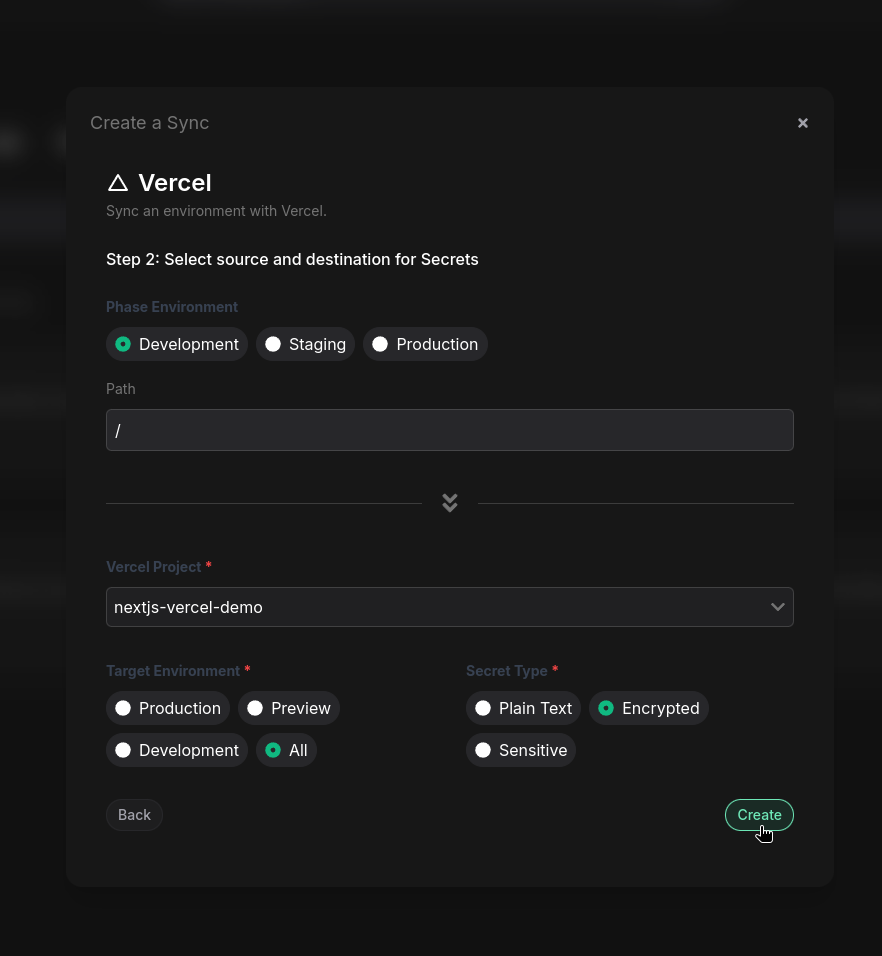 Create a Sync
Vercel
Sync an environment with Vercel.
Step 2: Select source and destination for Secrets
Phase Environment
Development Staging Production
Path
/
Vercel Project *
nextjs-vercel-demo
Target Environment * Secret Type *
Production Preview Plain Text Encrypted
Development All Sensitive
Back Create